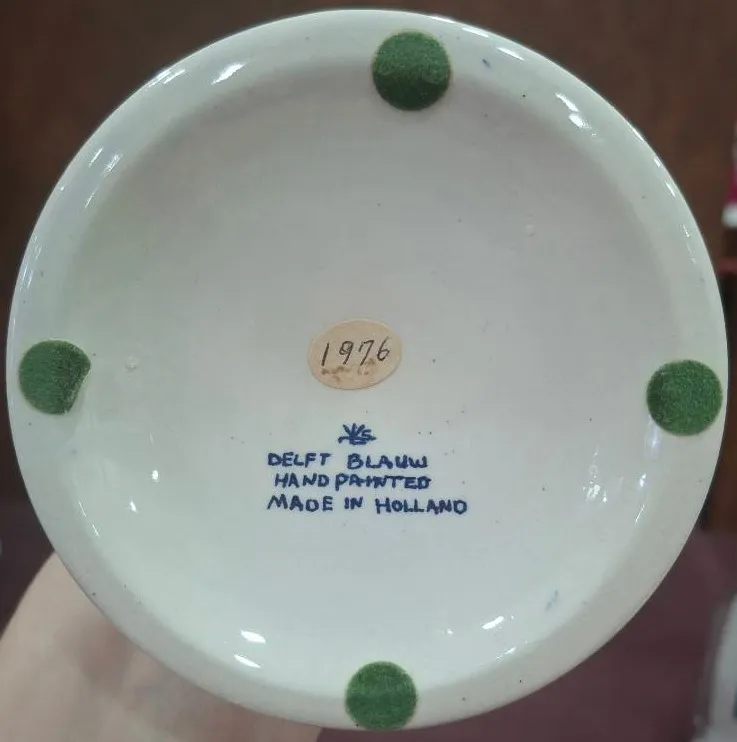 1976
DELFT BLAUW
HAND PAINTED
MADE IN HOLLAND